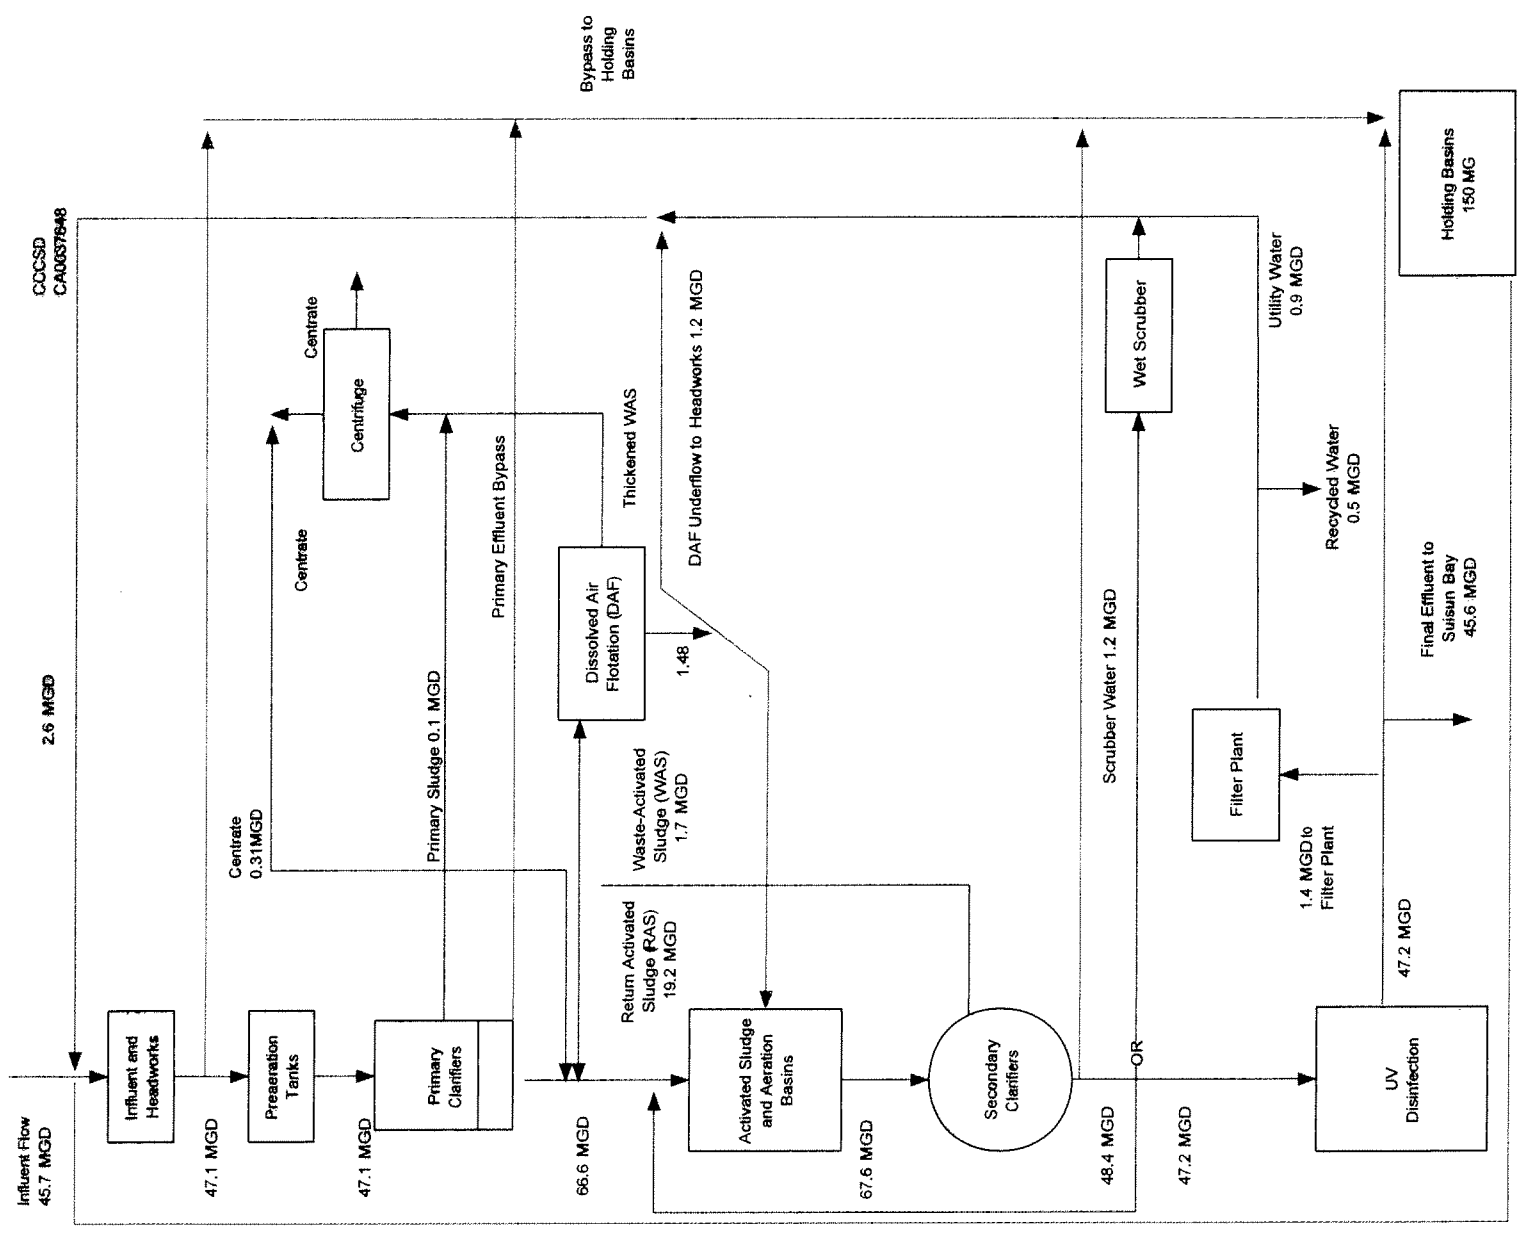 CCCSD
CA0037648
Influent Flow
45.7 MGD
2.6 MGD
Influent and
Headworks
47.1 MGD
Preaeration
Tanks
47.1 MGD
Primary
Clarifiers
Centrate
0.31MGD
Centrate
Centrate
Centrifuge
Primary Sludge 0.1 MGD
Primary Effluent Bypass
Bypass to
Holding
Basins
66.6 MGD
Return Activated
Sludge (RAS)
19.2 MGD
Waste-Activated
Sludge (WAS)
1.7 MGD
Dissolved Air
Flotation (DAF)
1.48
Thickened WAS
DAF Underflow to Headworks 1.2 MGD
Activated Sludge
and Aeration
Basins
67.6 MGD
Secondary
Clarifiers
48.4 MGD
OR
47.2 MGD
Scrubber Water 1.2 MGD
Wet Scrubber
Filter Plant
1.4 MGD to
Filter Plant
Utility Water
0.9 MGD
Recycled Water
0.5 MGD
UV
Disinfection
47.2 MGD
Final Effluent to
Suisun Bay
45.6 MGD
Holding Basins
150 MG